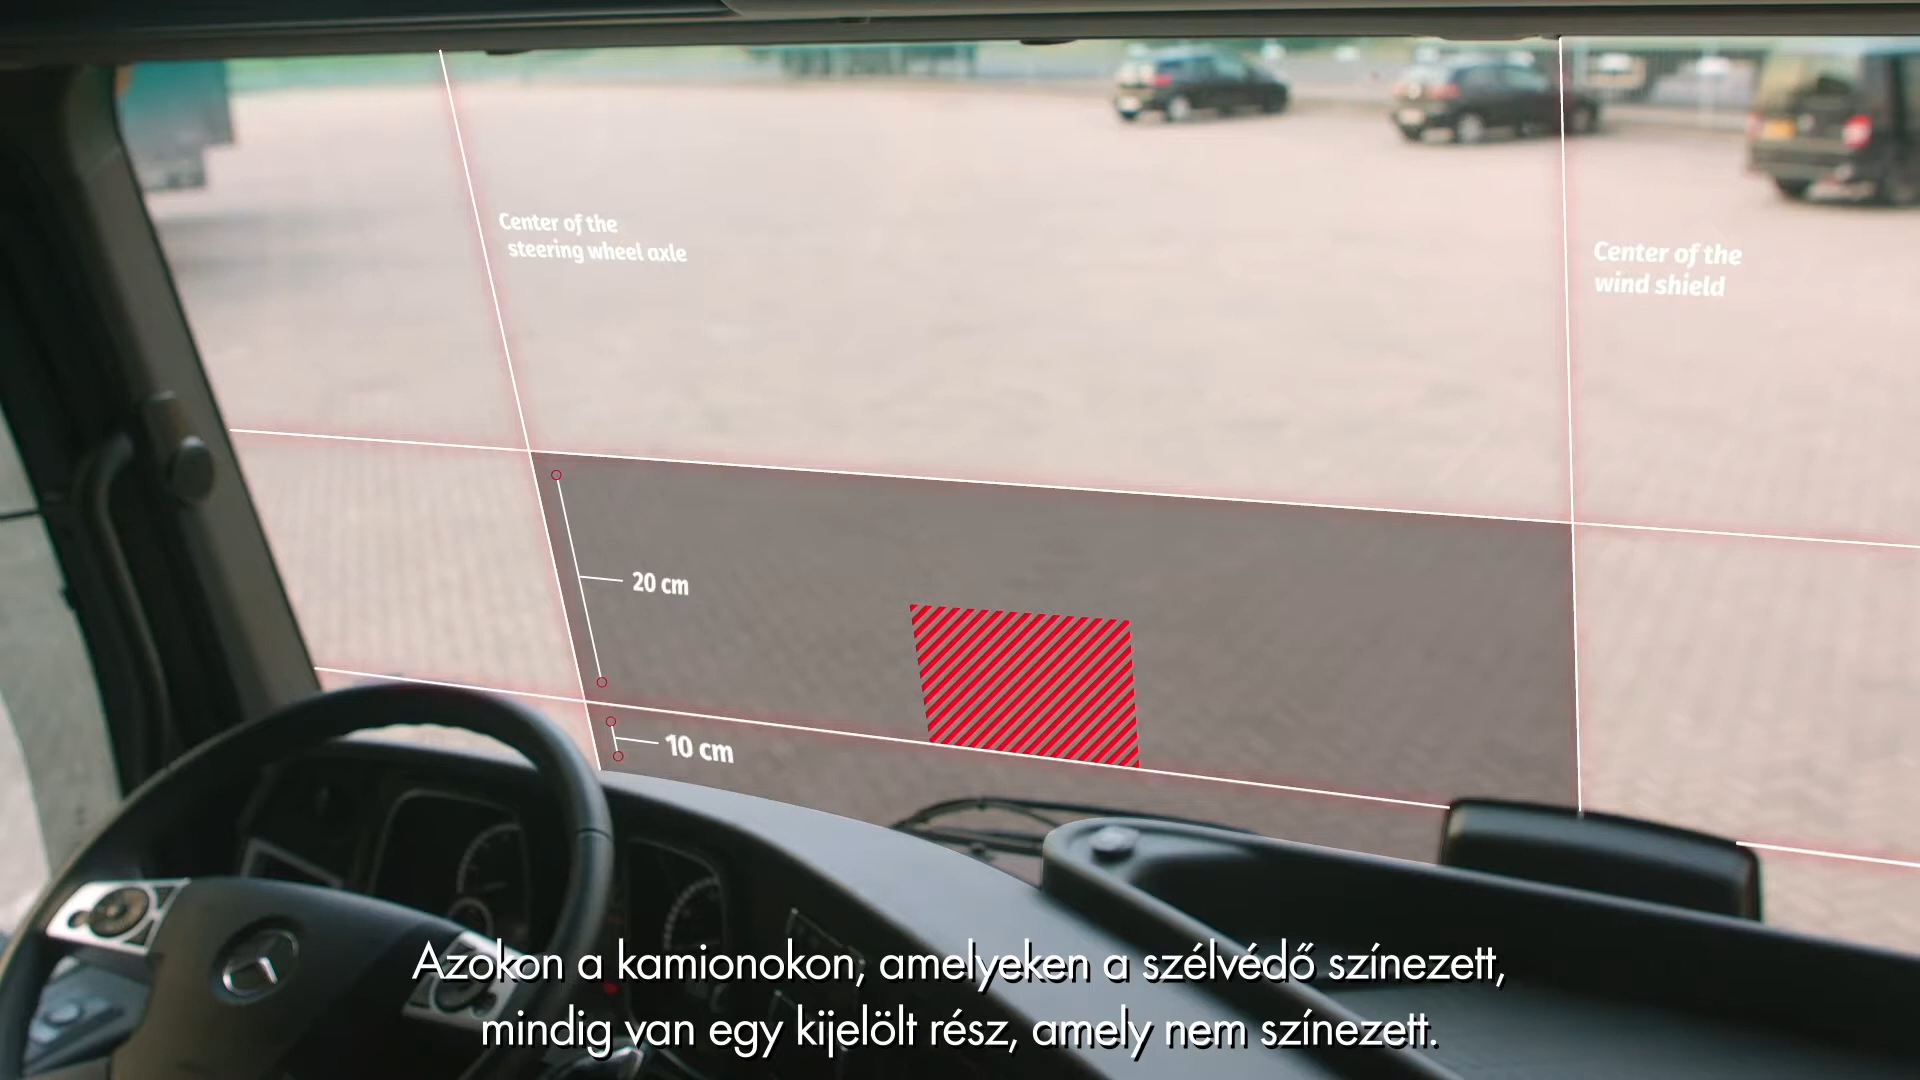 Center of the
steering wheel axle
Center of the
wind shield
20 cm
10 cm
Azokon a kamionokon, amelyeken a szélvédő színezett,
mindig van egy kijelölt rész, amely nem színezett.